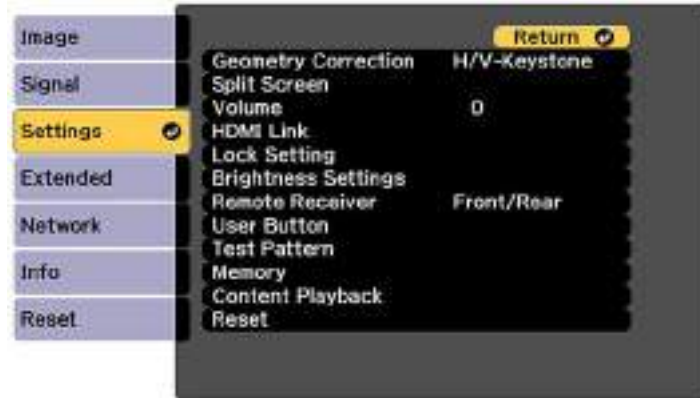 Image
Signal
Settings
Extended
Network
Info
Reset
Return
Geometry Correction H/V-Keystone
Split Screen
Volume 0
HDMI Link
Lock Setting
Brightness Settings
Remote Receiver Front/Rear
User Button
Test Pattern
Memory
Content Playback
Reset